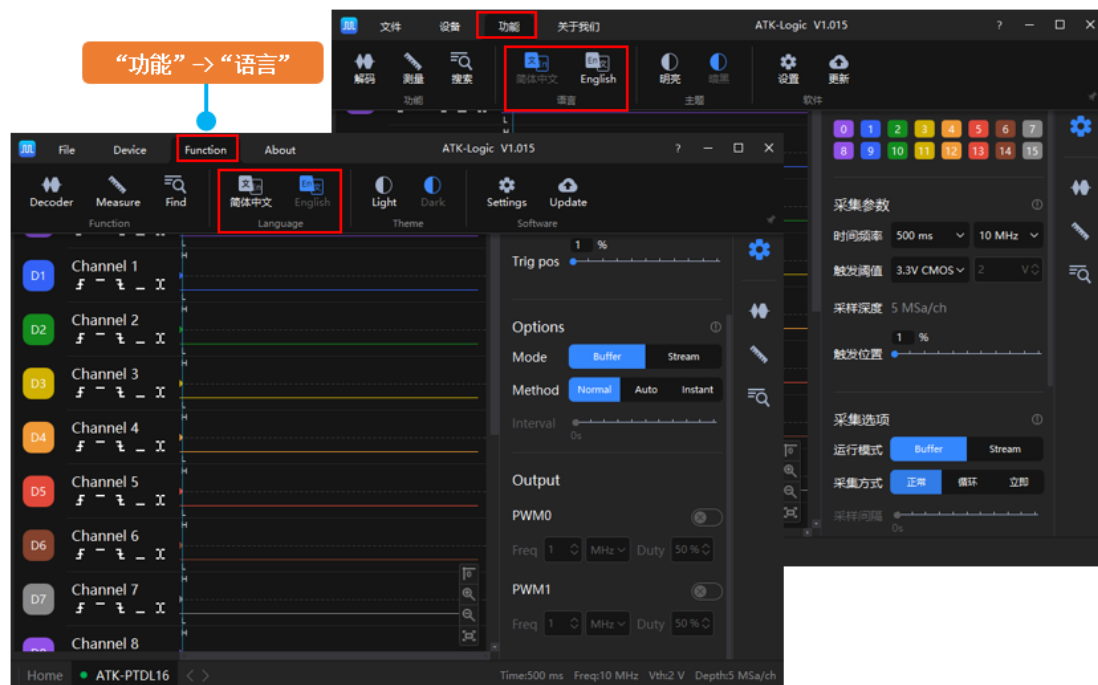 “功能”->“语言”
文件 设备 功能 关于我们 ATK-Logic V1.015 ?
解码 测量 搜索 简体中文 English 明亮 暗黑 设置 更新
功能 语言 主题 软件
L
0 1 2 3 4 5 6 7
8 9 10 11 12 13 14 15
采集参数
时间频率 500 ms 10 MHz
触发阈值 3.3V CMOS 2 V
采样深度 5 MSa/ch
1 %
触发位置
采集选项
运行模式 Buffer Stream
采集方式 正常 循环 立即
采样间隔
0s
File Device Function About ATK-Logic V1.015 ?
Decoder Measure Find 简体中文 English Light Dark Settings Update
Function Language Theme Software
1 %
Trig pos
Options
Mode Buffer Stream
Method Normal Auto Instant
Interval
0s
Output
PWM0
Freq 1 MHz Duty 50 %
PWM1
Freq 1 MHz Duty 50 %
D1 Channel 1
D2 Channel 2
D3 Channel 3
D4 Channel 4
D5 Channel 5
D6 Channel 6
D7 Channel 7
Channel 8
Home ATK-PTDL16 Time:500 ms Freq:10 MHz Vth:2 V Depth:5 MSa/ch